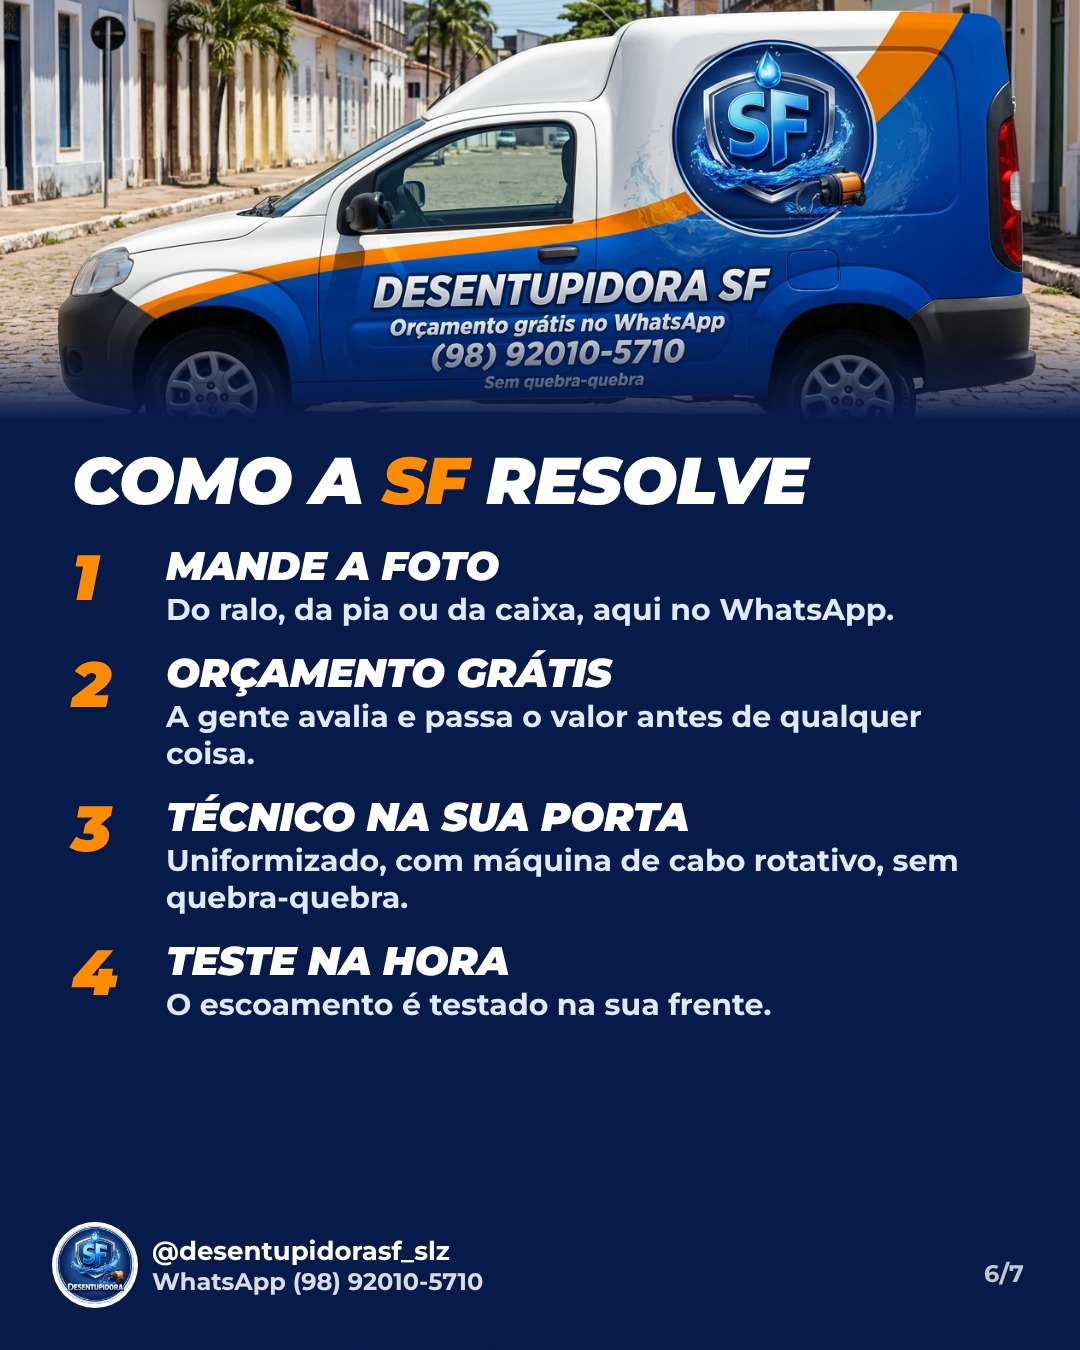 SF
DESENTUPIDORA SF
Orçamento grátis no WhatsApp
(98) 92010-5710
Sem quebra-quebra
COMO A SF RESOLVE
1
MANDE A FOTO
Do ralo, da pia ou da caixa, aqui no WhatsApp.
2
ORÇAMENTO GRÁTIS
A gente avalia e passa o valor antes de qualquer
coisa.
3
TÉCNICO NA SUA PORTA
Uniformizado, com máquina de cabo rotativo, sem
quebra-quebra.
4
TESTE NA HORA
O escoamento é testado na sua frente.
SF
DESENTUPIDORA
@desentupidorasf_slz
WhatsApp (98) 92010-5710
6/7